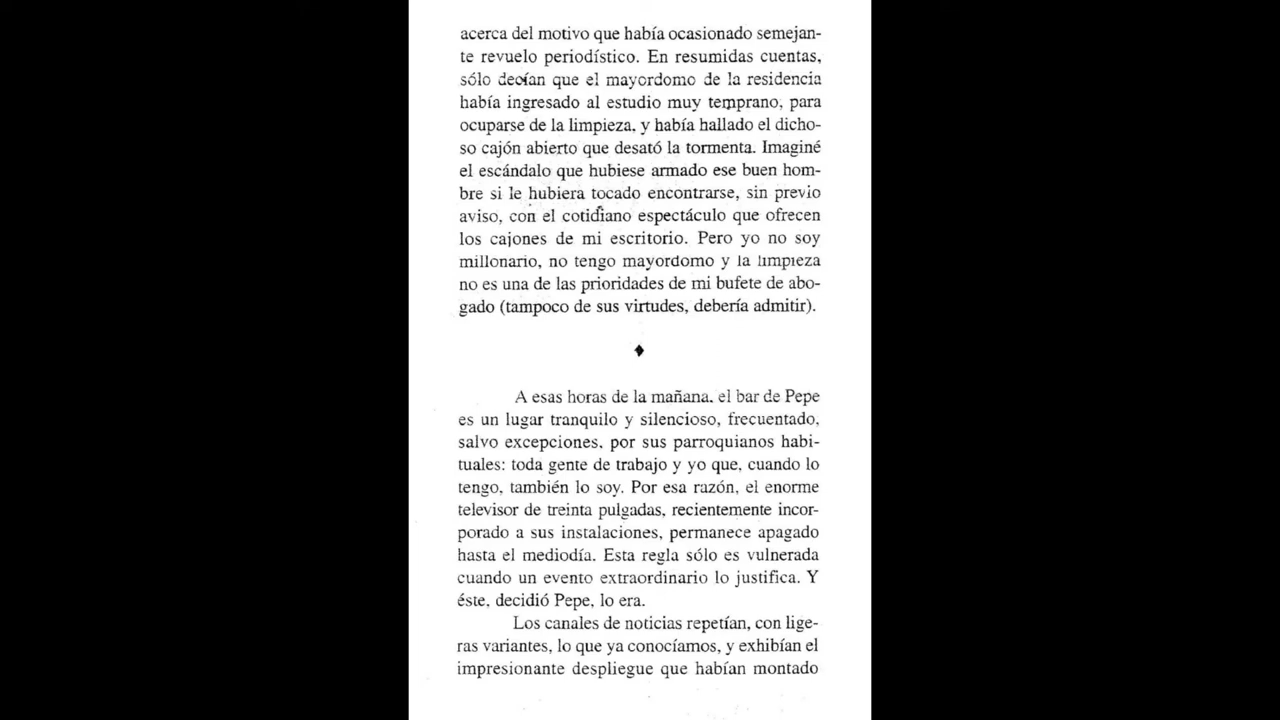 acerca del motivo que había ocasionado semejan-
te revuelo periodístico. En resumidas cuentas,
sólo decían que el mayordomo de la residencia
había ingresado al estudio muy temprano, para
ocuparse de la limpieza, y había hallado el dicho-
so cajón abierto que desató la tormenta. Imaginé
el escándalo que hubiese armado ese buen hom-
bre si le hubiera tocado encontrarse, sin previo
aviso, con el cotidiano espectáculo que ofrecen
los cajones de mi escritorio. Pero yo no soy
millonario, no tengo mayordomo y la limpieza
no es una de las prioridades de mi bufete de abo-
gado (tampoco de sus virtudes, debería admitir).
♦
A esas horas de la mañana, el bar de Pepe
es un lugar tranquilo y silencioso, frecuentado,
salvo excepciones, por sus parroquianos habi-
tuales: toda gente de trabajo y yo que, cuando lo
tengo, también lo soy. Por esa razón, el enorme
televisor de treinta pulgadas, recientemente incor-
porado a sus instalaciones, permanece apagado
hasta el mediodía. Esta regla sólo es vulnerada
cuando un evento extraordinario lo justifica. Y
éste, decidió Pepe, lo era.
Los canales de noticias repetían, con lige-
ras variantes, lo que ya conocíamos, y exhibían el
impresionante despliegue que habían montado